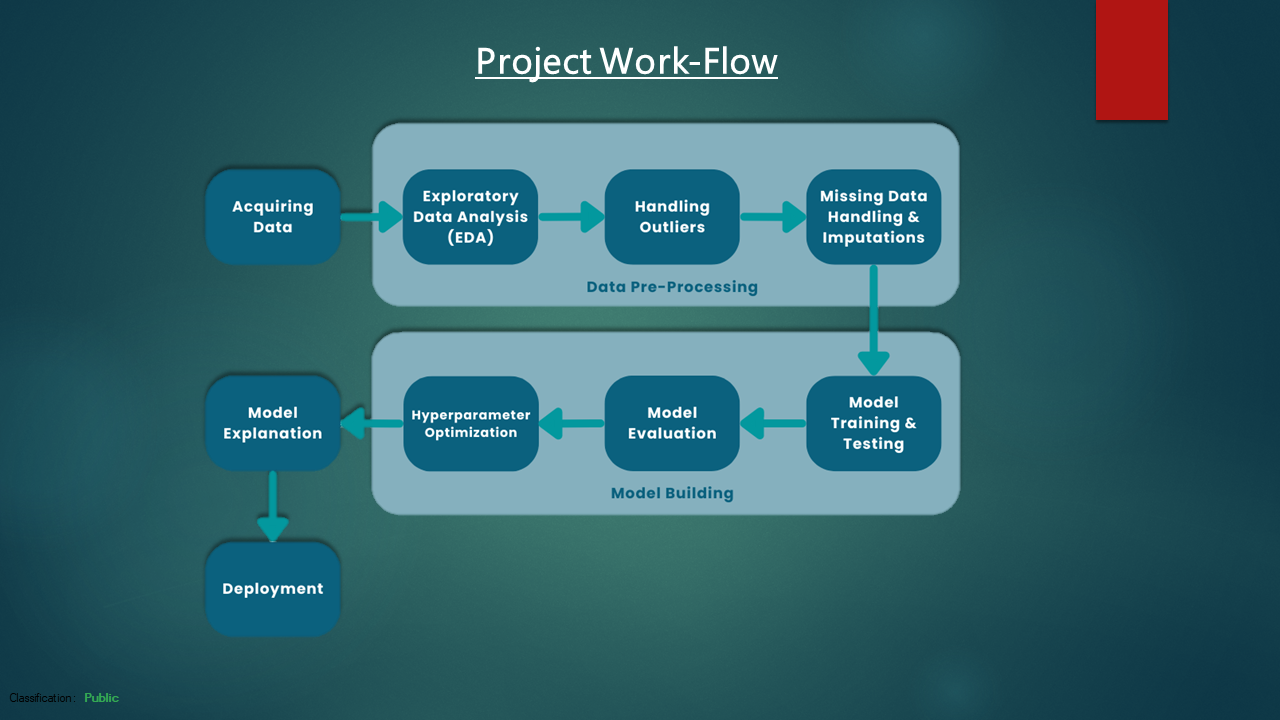 Project Work-Flow
Acquiring
Data
Exploratory
Data Analysis
(EDA)
Handling
Outliers
Missing Data
Handling &
Imputations
Data Pre-Processing
Model
Training &
Testing
Model
Evaluation
Hyperparameter
Optimization
Model Building
Model
Explanation
Deployment
Classification: Public